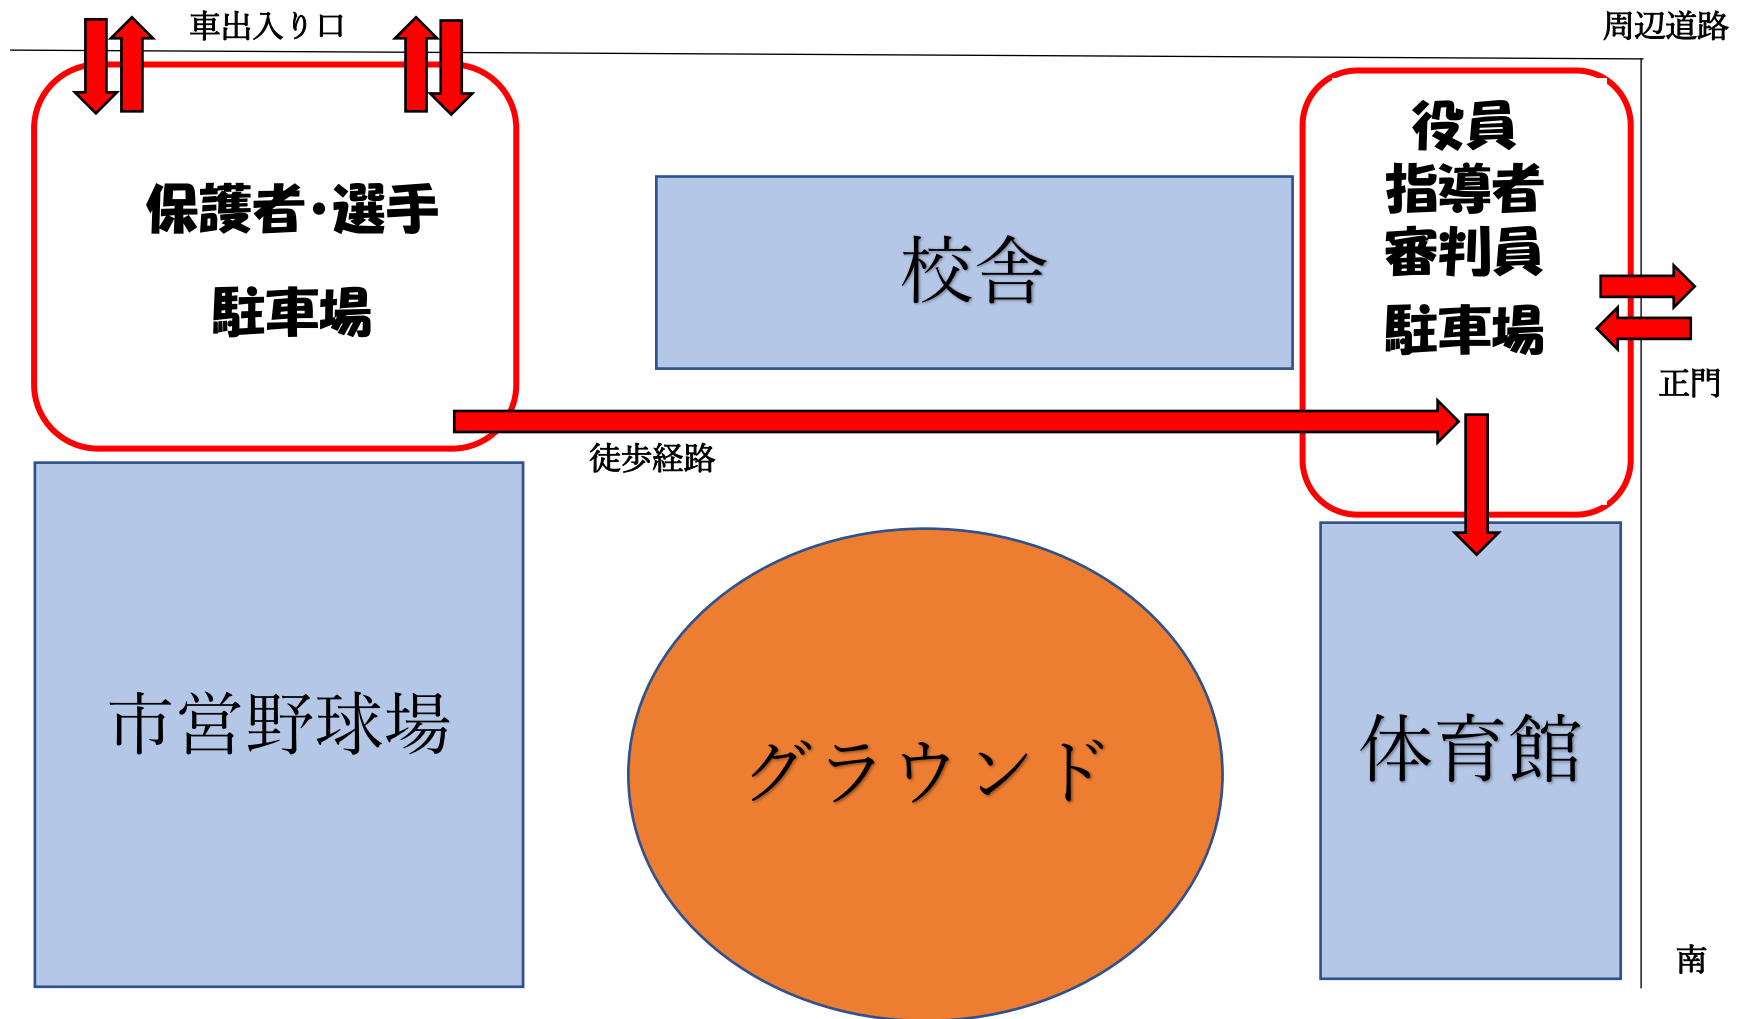 車出入り口
周辺道路
保護者・選手
駐車場
校舎
役員
指導者
審判員
駐車場
正門
徒歩経路
市営野球場
グラウンド
体育館
南